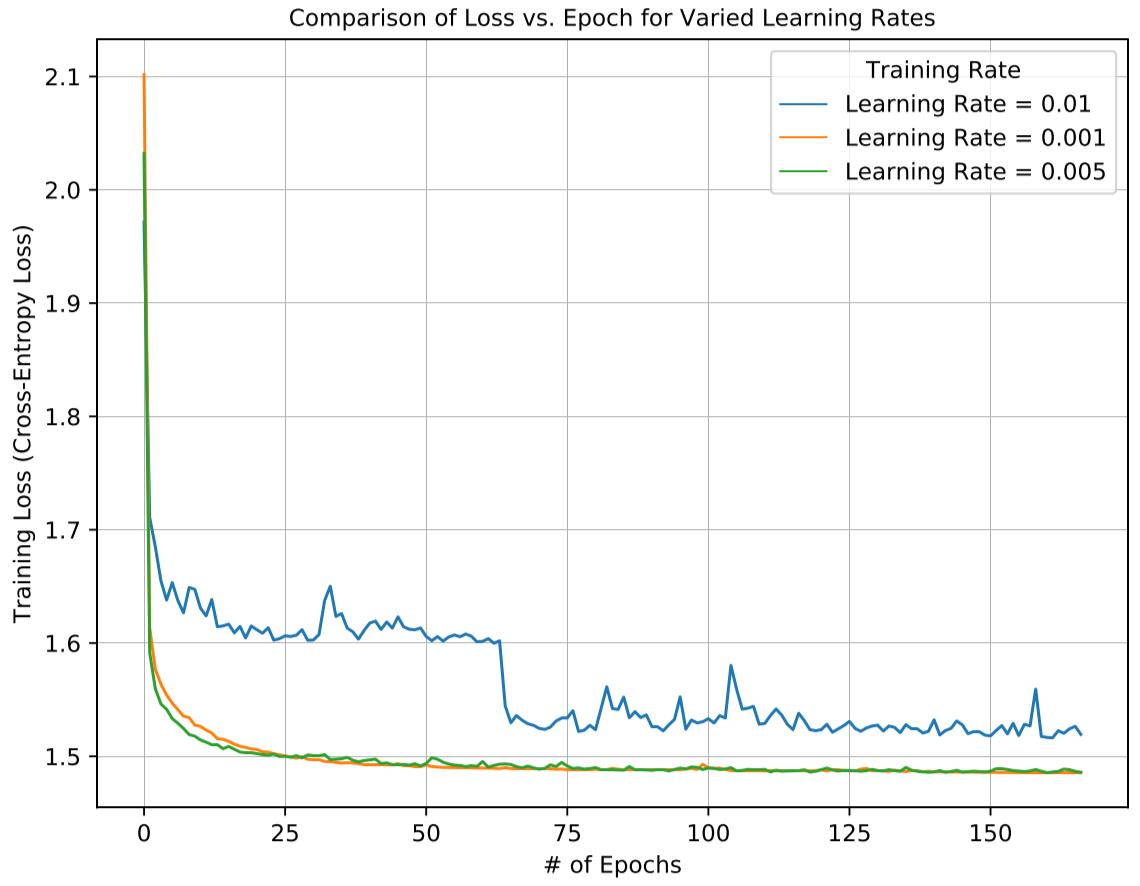 Comparison of Loss vs. Epoch for Varied Learning Rates
Training Rate
Learning Rate = 0.01
Learning Rate = 0.001
Learning Rate = 0.005
Training Loss (Cross-Entropy Loss)
2.1
2.0
1.9
1.8
1.7
1.6
1.5
0 25 50 75 100 125 150
# of Epochs